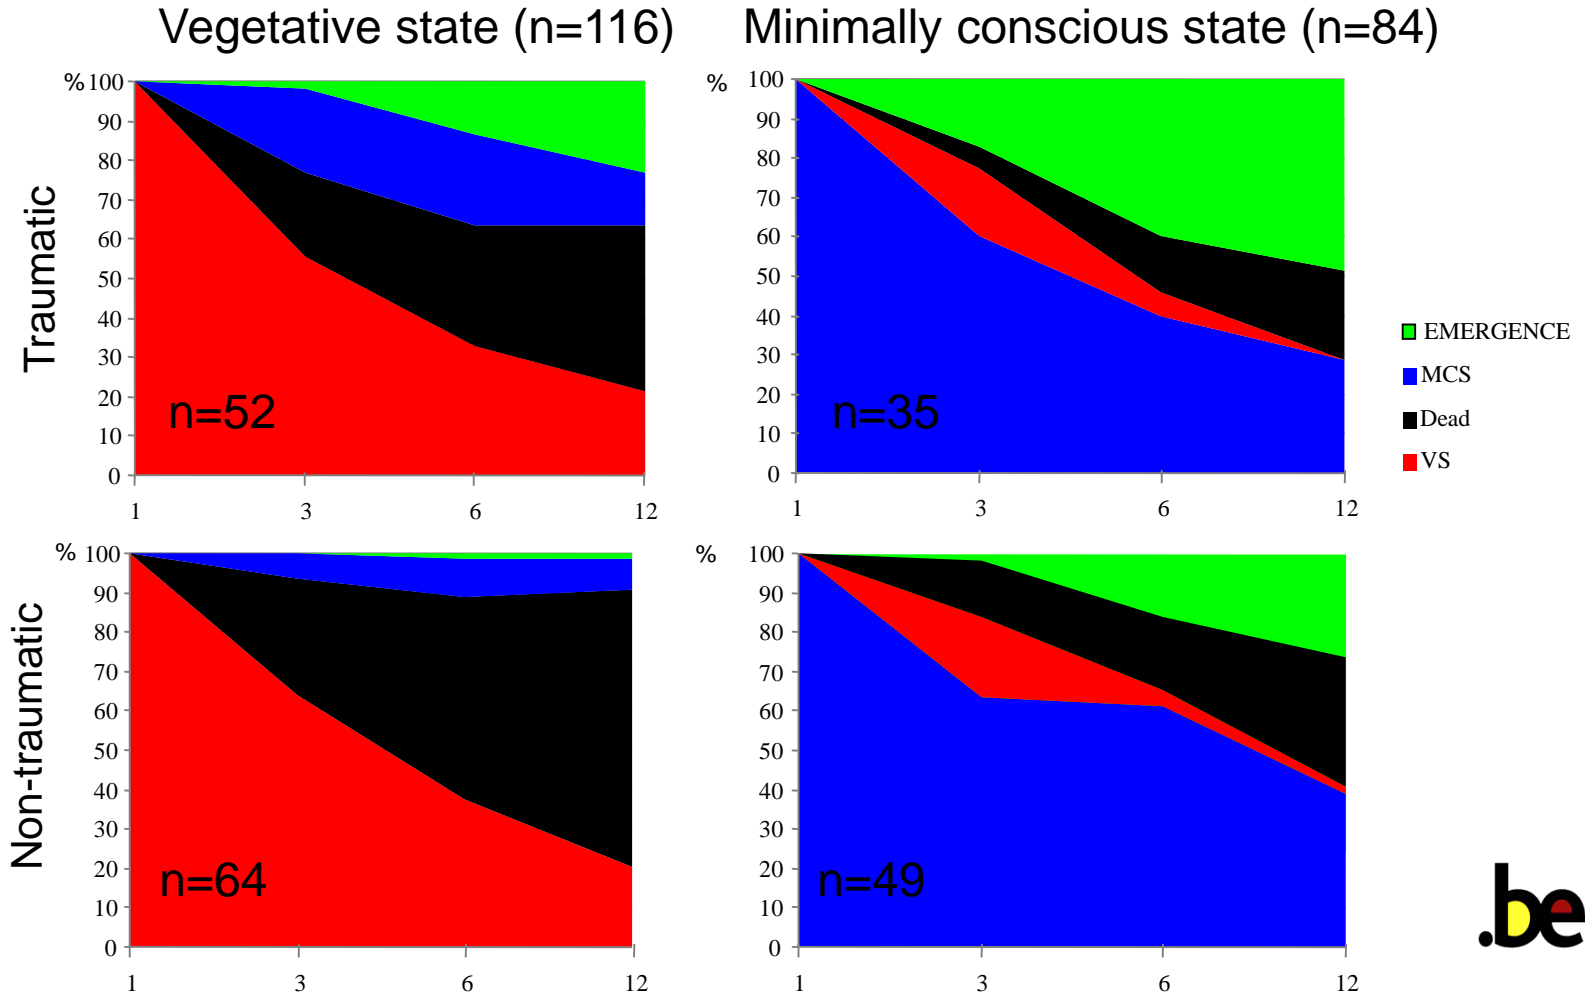 Vegetative state (n=116)
Minimally conscious state (n=84)
Traumatic
%
100
90
80
70
60
50
40
30
20
10
0
n=52
1 3 6 12
%
100
90
80
70
60
50
40
30
20
10
0
n=35
1 3 6 12
EMERGENCE
MCS
Dead
VS
Non-traumatic
%
100
90
80
70
60
50
40
30
20
10
0
n=64
1 3 6 12
%
100
90
80
70
60
50
40
30
20
10
0
n=49
1 3 6 12
.be